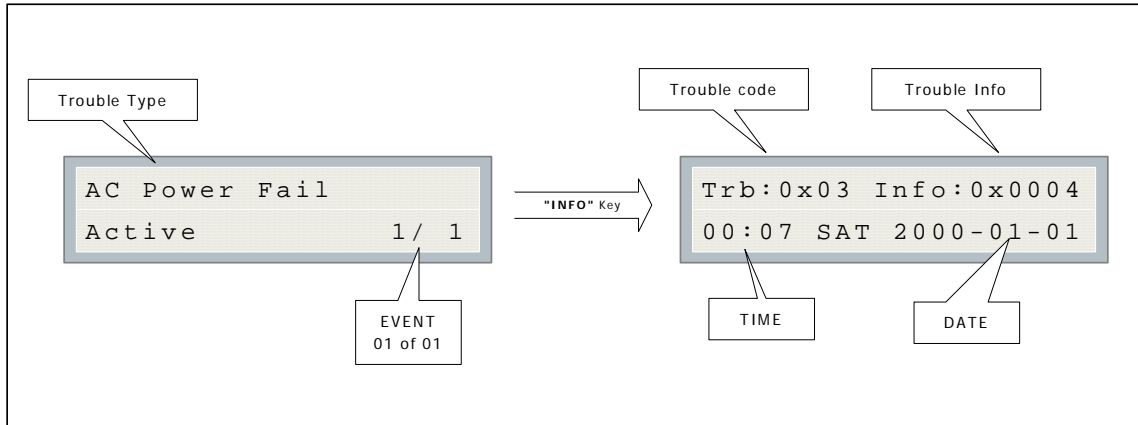 Trouble Type
Trouble code
Trouble Info
AC Power Fail
Active 1/ 1
"INFO" Key
Trb:0x03 Info:0x0004
00:07 SAT 2000-01-01
EVENT
01 of 01
TIME
DATE